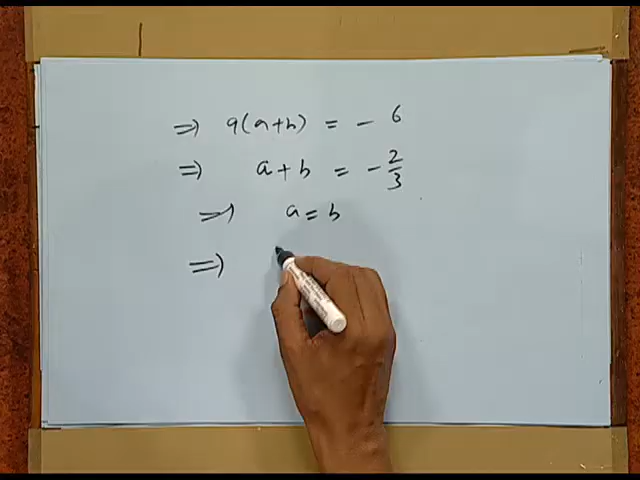 ⇒ 9(a+b) = - 6
⇒ a+b = - 2/3
⇒ a = b
⇒